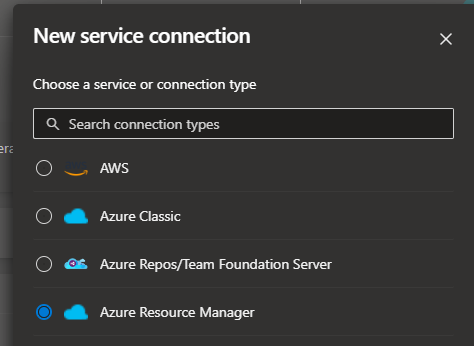 New service connection
Choose a service or connection type
Search connection types
AWS
Azure Classic
Azure Repos/Team Foundation Server
Azure Resource Manager